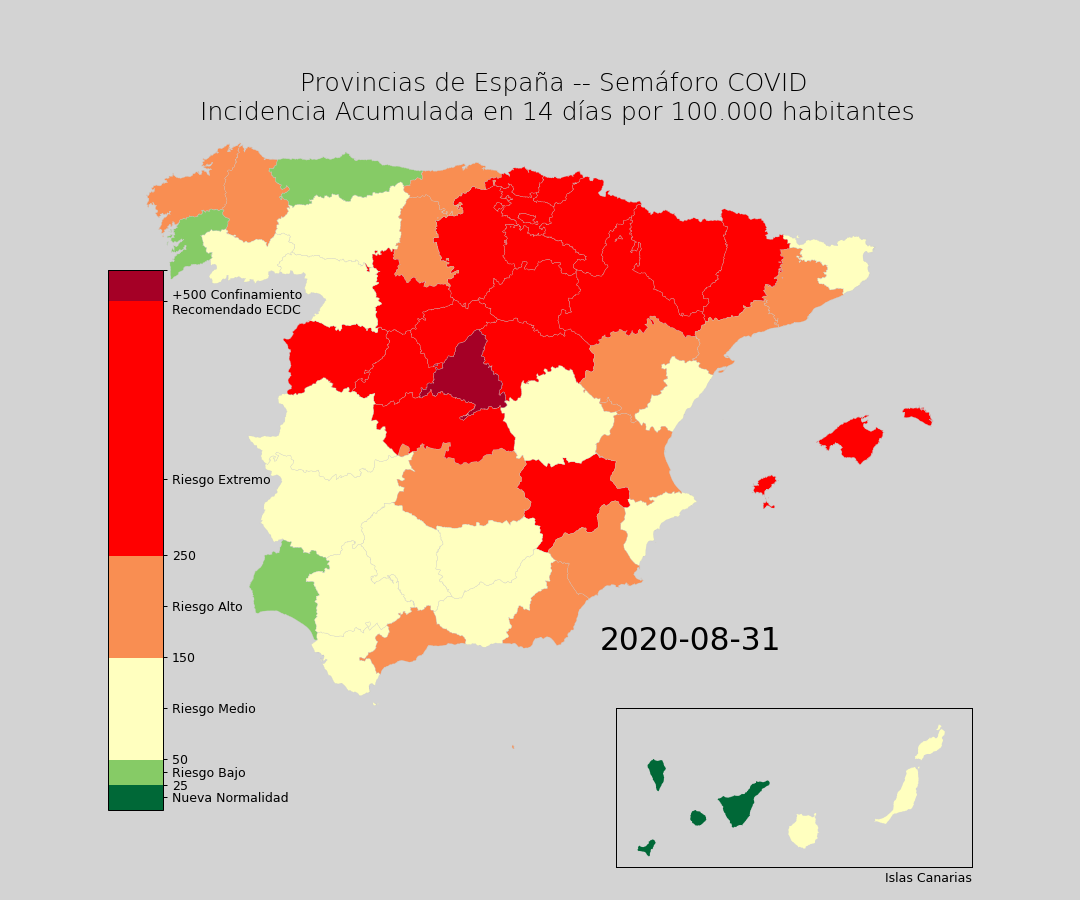 Provincias de España -- Semáforo COVID
Incidencia Acumulada en 14 días por 100.000 habitantes
+500 Confinamiento
Recomendado ECDC
Riesgo Extremo
250
Riesgo Alto
150
Riesgo Medio
50
Riesgo Bajo
25
Nueva Normalidad
2020-08-31
Islas Canarias